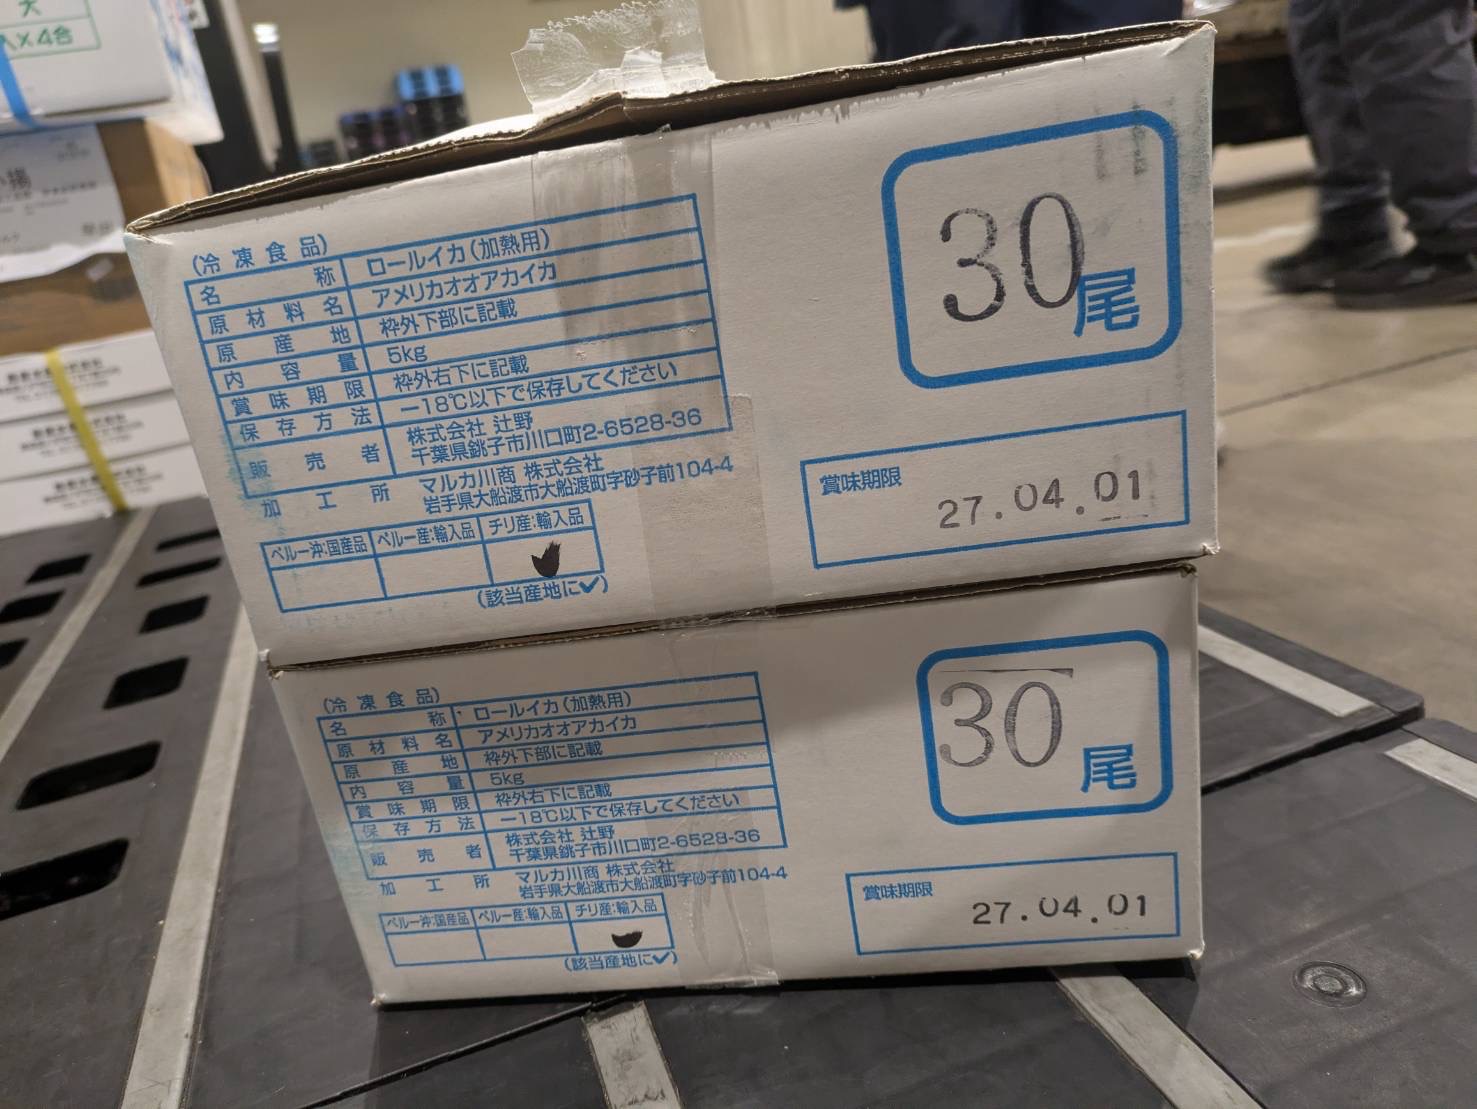 大
入×4合
小揚
(冷凍食品)
名称 ロールイカ(加熱用)
原材料名 アメリカオオアカイカ
原産地 枠外下部に記載
内容量 5kg
賞味期限 枠外右下に記載
保存方法 －18℃以下で保存してください
販売者 株式会社 辻野
千葉県銚子市川口町2-6528-36
加工所 マルカ川商 株式会社
岩手県大船渡市大船渡町字砂子前104-4
ペルー沖:国産品 ペルー産:輸入品 チリ産:輸入品
(該当産地に✔)
30尾
賞味期限
27.04.01
(冷凍食品)
名称 ロールイカ(加熱用)
原材料名 アメリカオオアカイカ
原産地 枠外下部に記載
内容量 5kg
賞味期限 枠外右下に記載
保存方法 －18℃以下で保存してください
販売者 株式会社 辻野
千葉県銚子市川口町2-6528-36
加工所 マルカ川商 株式会社
岩手県大船渡市大船渡町字砂子前104-4
ペルー沖:国産品 ペルー産:輸入品 チリ産:輸入品
(該当産地に✔)
30尾
賞味期限
27.04.01